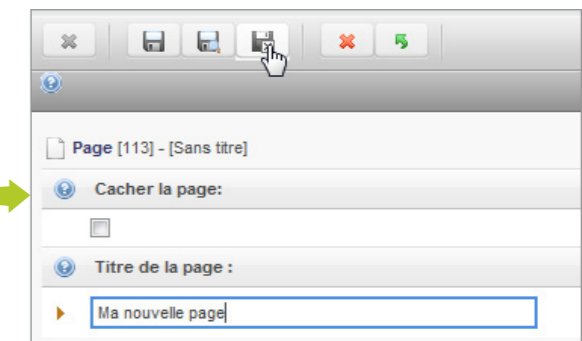 Page [113] - [Sans titre]
Cacher la page:
Titre de la page :
Ma nouvelle page